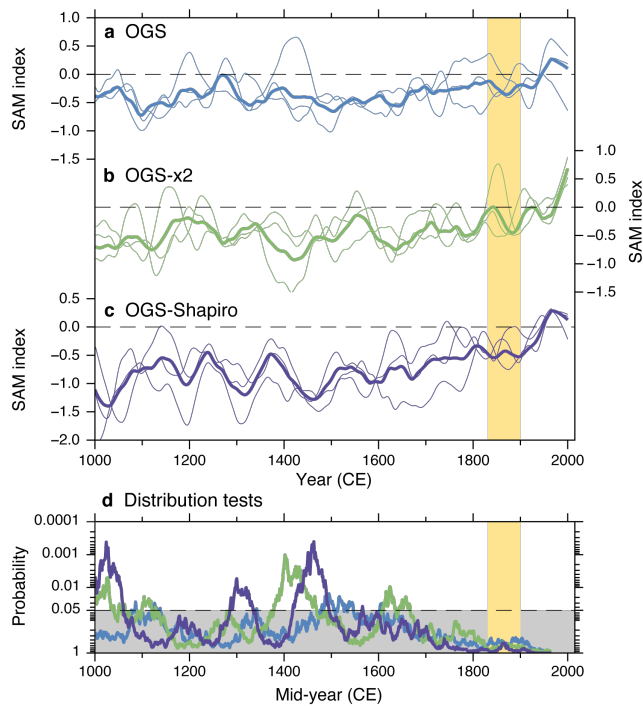 a OGS
SAM index
1.0
0.5
0.0
−0.5
−1.0
−1.5
b OGS-x2
1.0
0.5
0.0
−0.5
−1.0
−1.5
SAM index
c OGS-Shapiro
SAM index
0.5
0.0
−0.5
−1.0
−1.5
−2.0
1000 1200 1400 1600 1800 2000
Year (CE)
d Distribution tests
Probability
0.0001
0.001
0.01
0.05
1
1000 1200 1400 1600 1800 2000
Mid-year (CE)